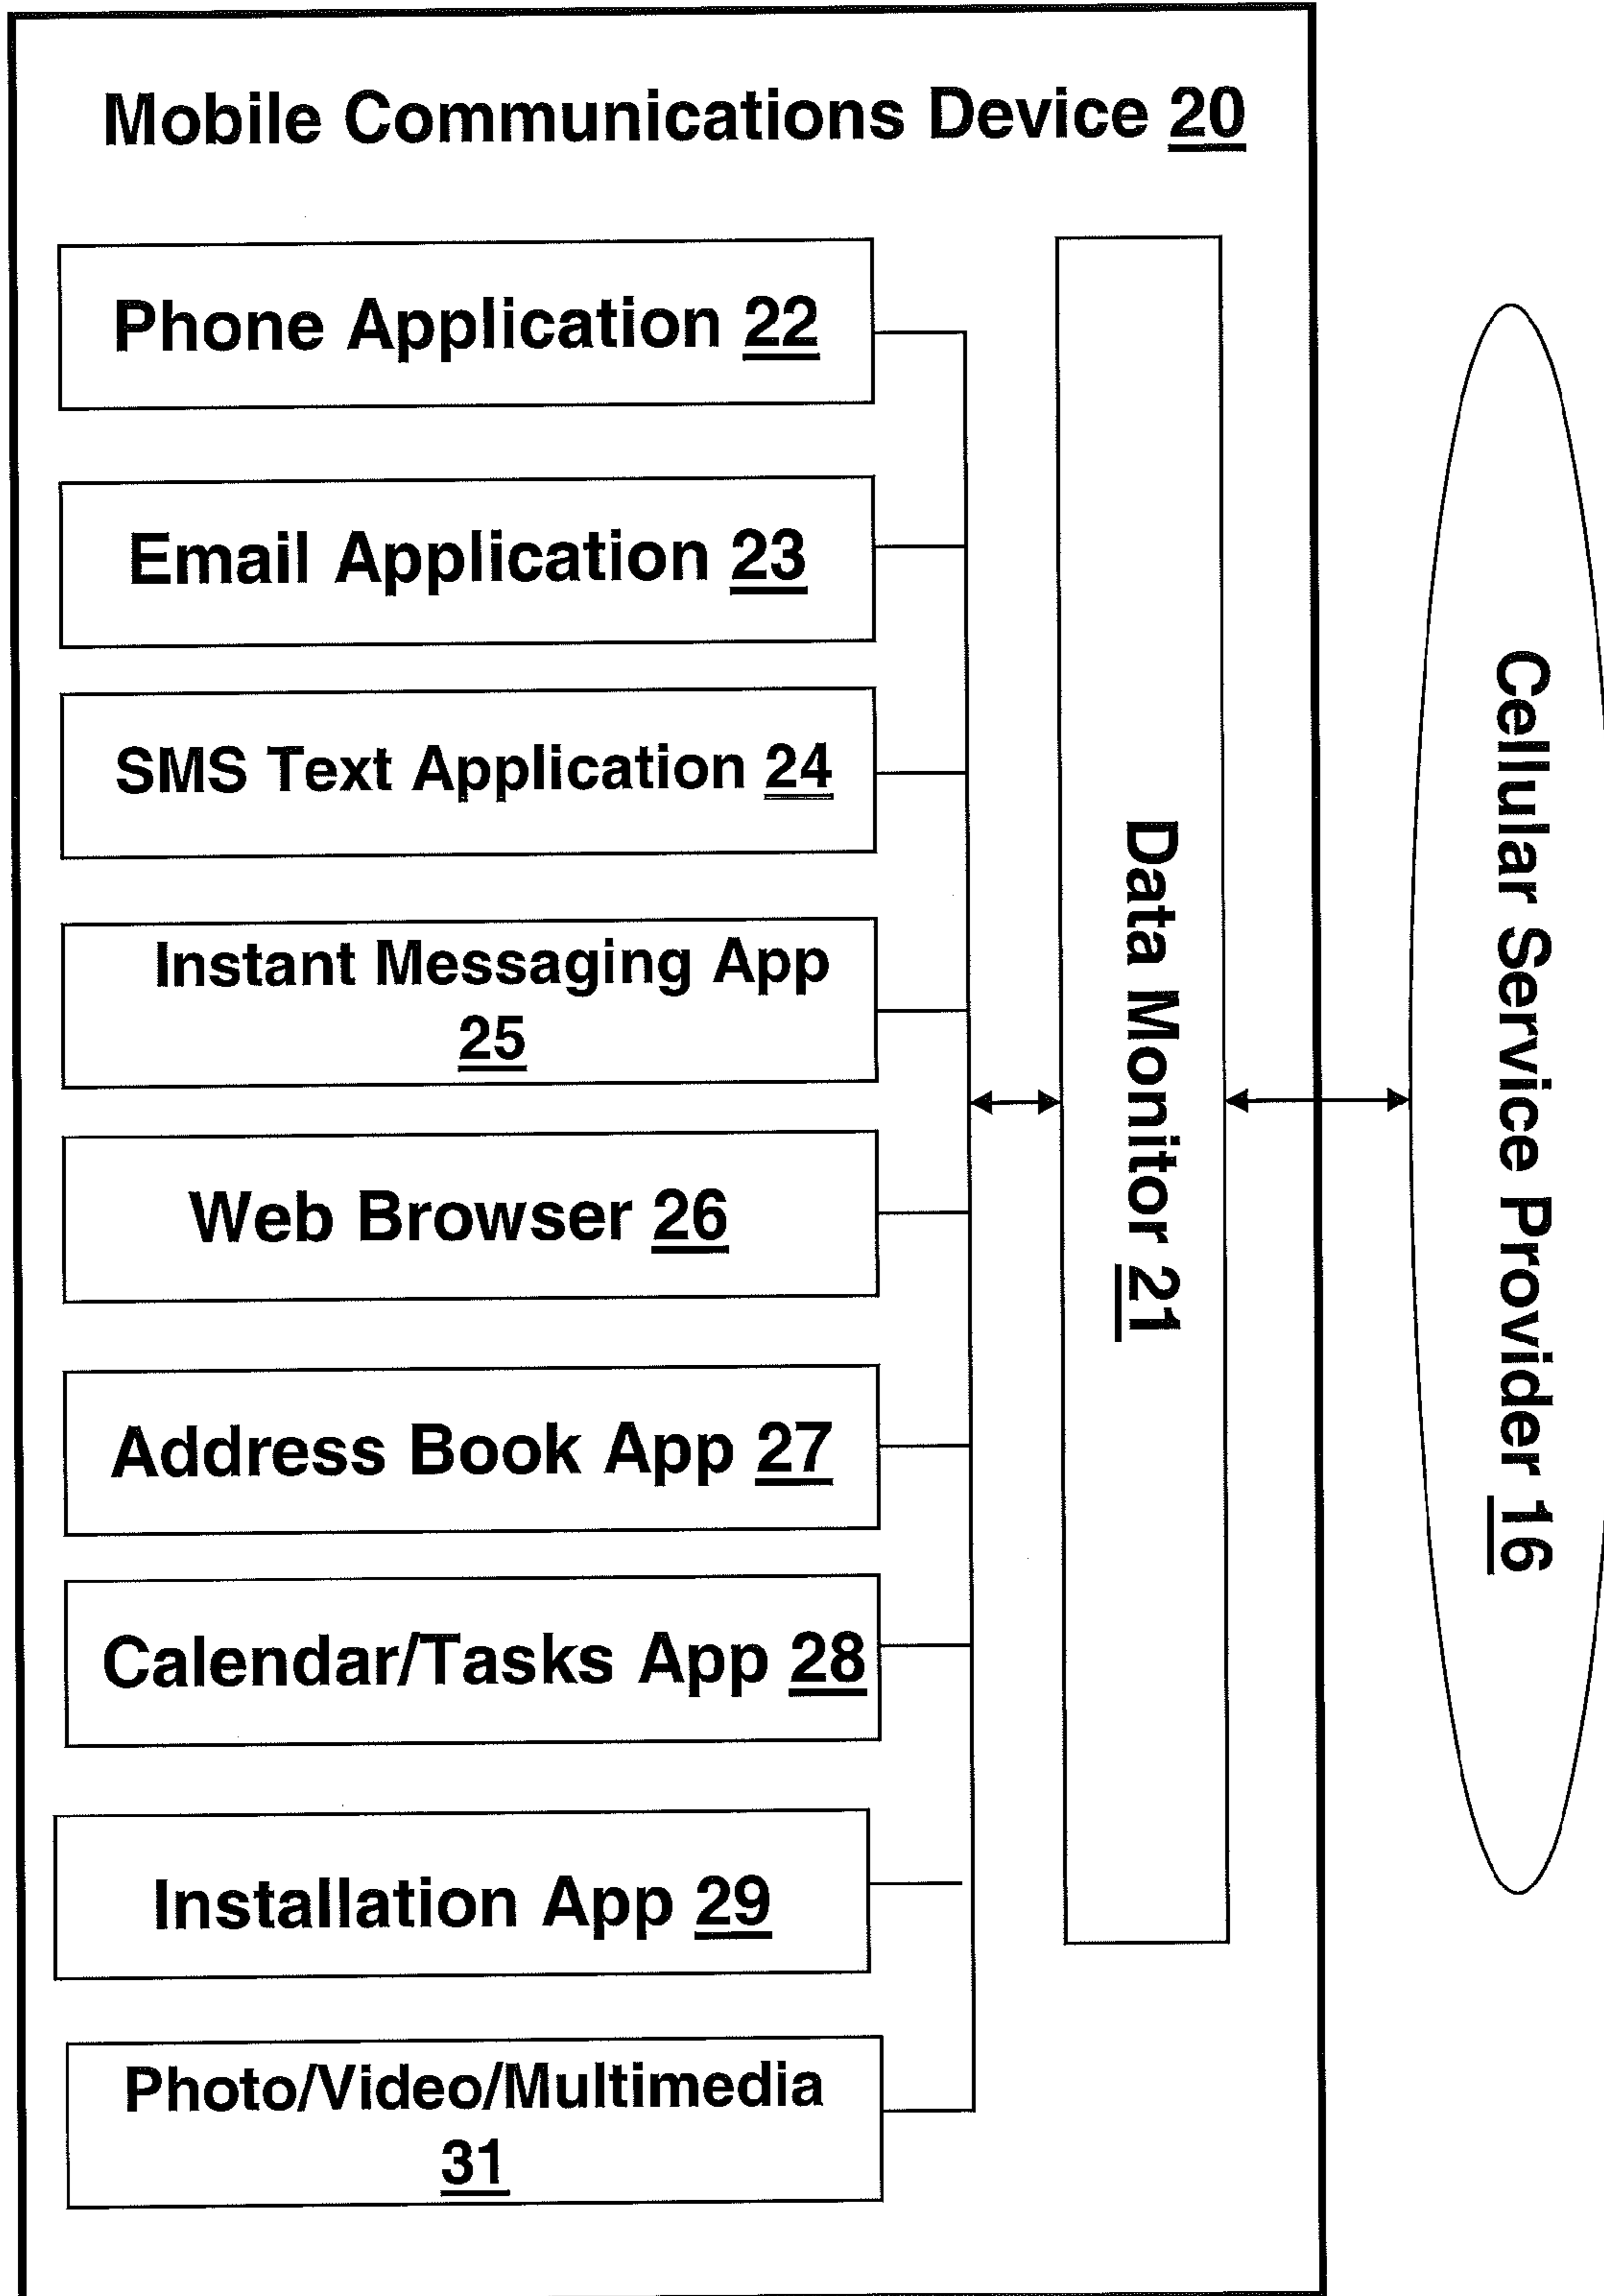 Mobile Communications Device 20
Phone Application 22
Email Application 23
SMS Text Application 24
Instant Messaging App
25
Web Browser 26
Address Book App 27
Calendar/Tasks App 28
Installation App 29
Photo/Video/Multimedia
31
Data Monitor 21
Cellular Service Provider 16